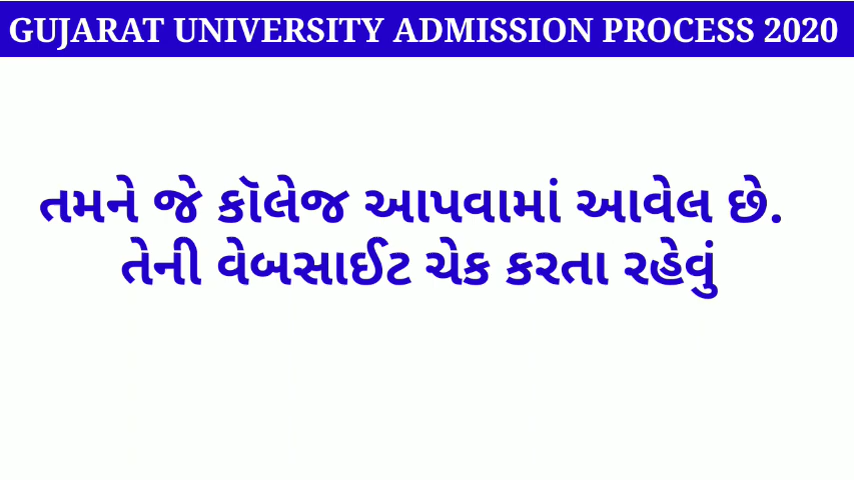 GUJARAT UNIVERSITY ADMISSION PROCESS 2020
તમને જે કૉલેજ આપવામાં આવેલ છે.
તેની વેબસાઈટ ચેક કરતા રહેવું